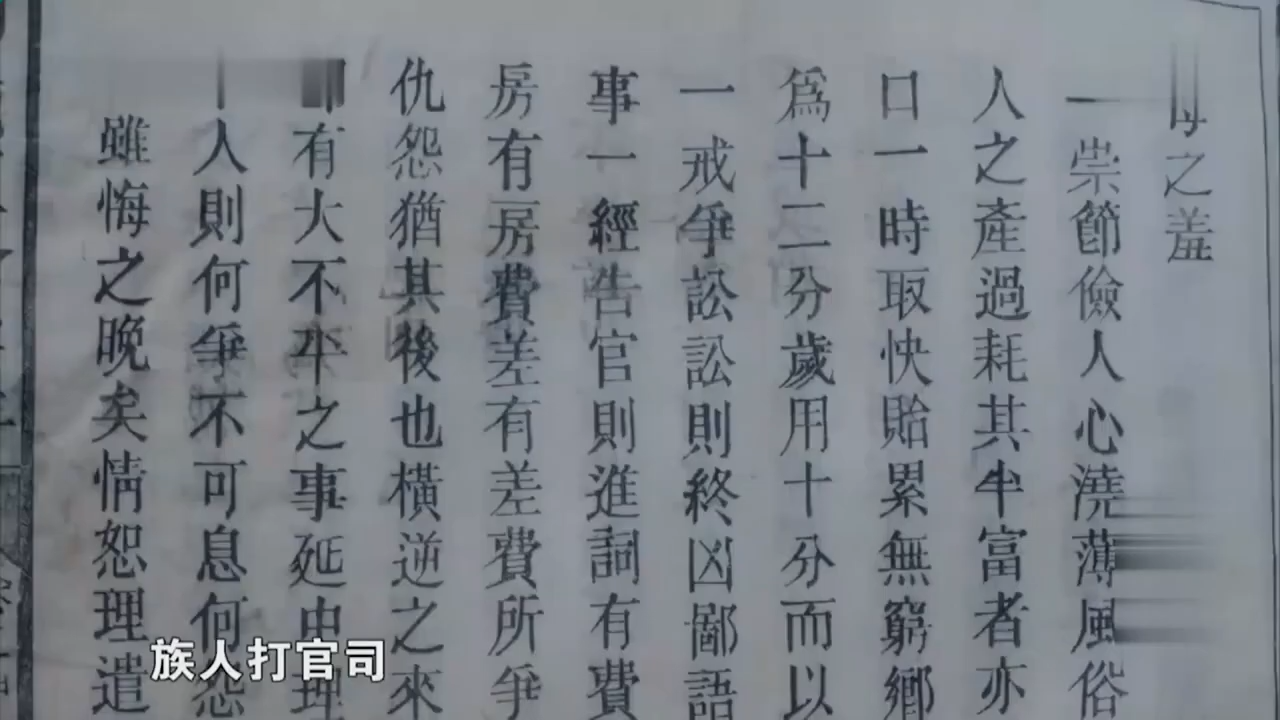 母之羞
一崇節儉人心澆薄風俗
人之產過耗其半富者亦
口一時取快貽累無窮鄉
爲十二分歲用十分而以
一戒爭訟訟則終凶鄙語
事一經告官則進詞有費
房有房費差有差費所爭
仇怨猶其後也橫逆之來
有大不平之事延中理
人則何爭不可息何怨
雖悔之晚矣情恕理遣
族人打官司